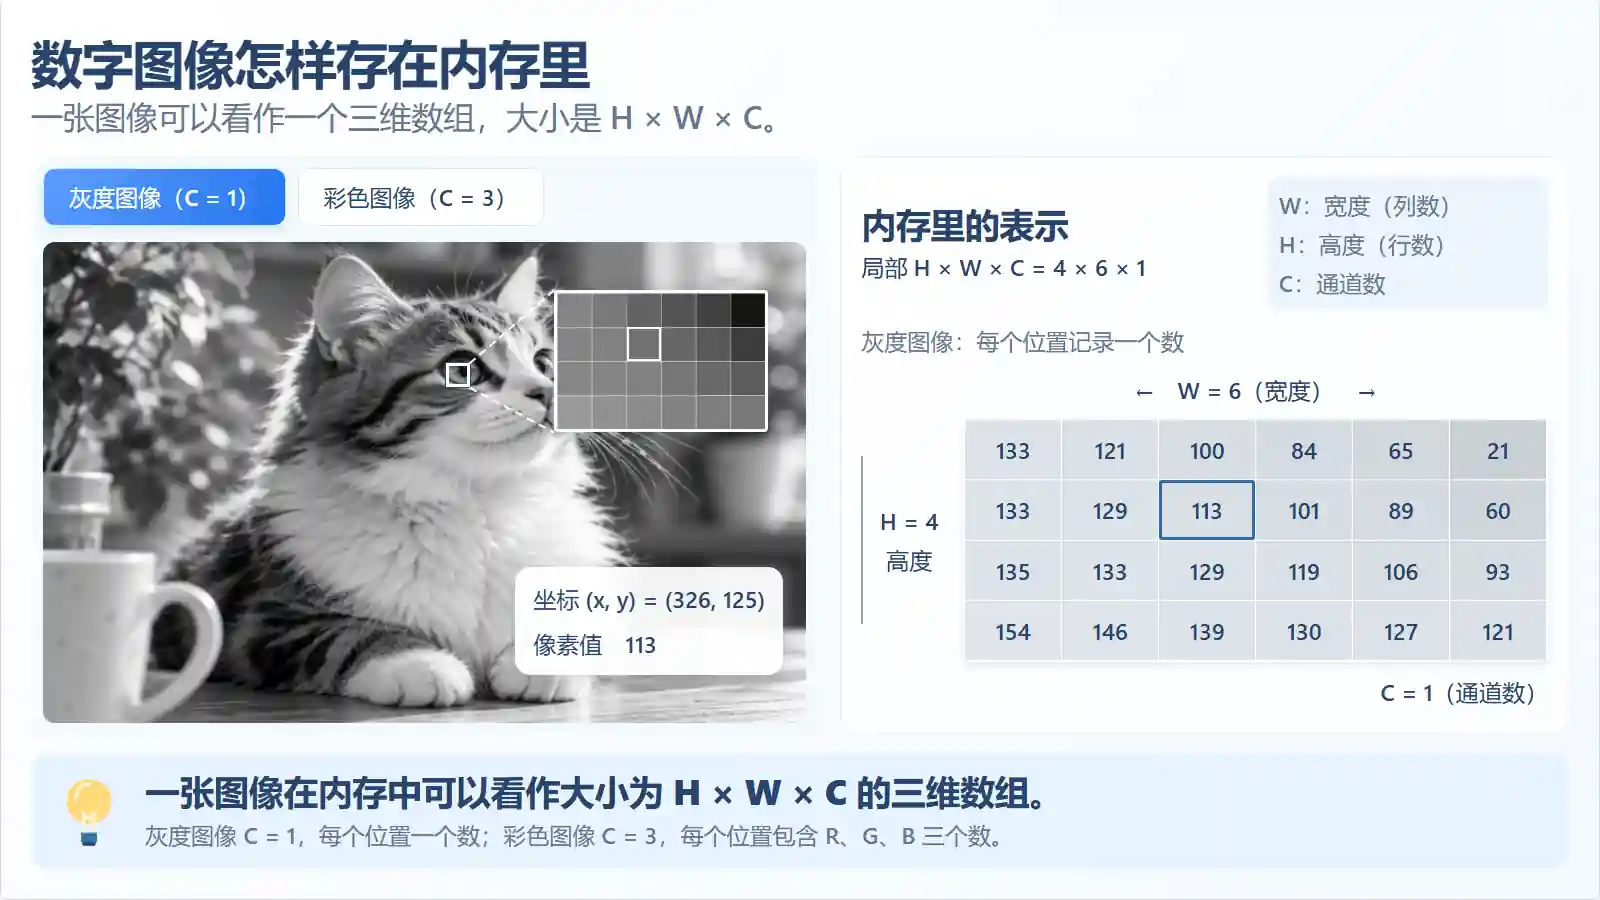 数字图像怎样存在内存里
一张图像可以看作一个三维数组，大小是 H × W × C。
灰度图像（C = 1）
彩色图像（C = 3）
坐标 (x, y) = (326, 125)
像素值 113
内存里的表示
局部 H × W × C = 4 × 6 × 1
W：宽度（列数）
H：高度（行数）
C：通道数
灰度图像：每个位置记录一个数
← W = 6（宽度） →
H = 4
高度
133 121 100 84 65 21
133 129 113 101 89 60
135 133 129 119 106 93
154 146 139 130 127 121
C = 1（通道数）
一张图像在内存中可以看作大小为 H × W × C 的三维数组。
灰度图像 C = 1，每个位置一个数；彩色图像 C = 3，每个位置包含 R、G、B 三个数。